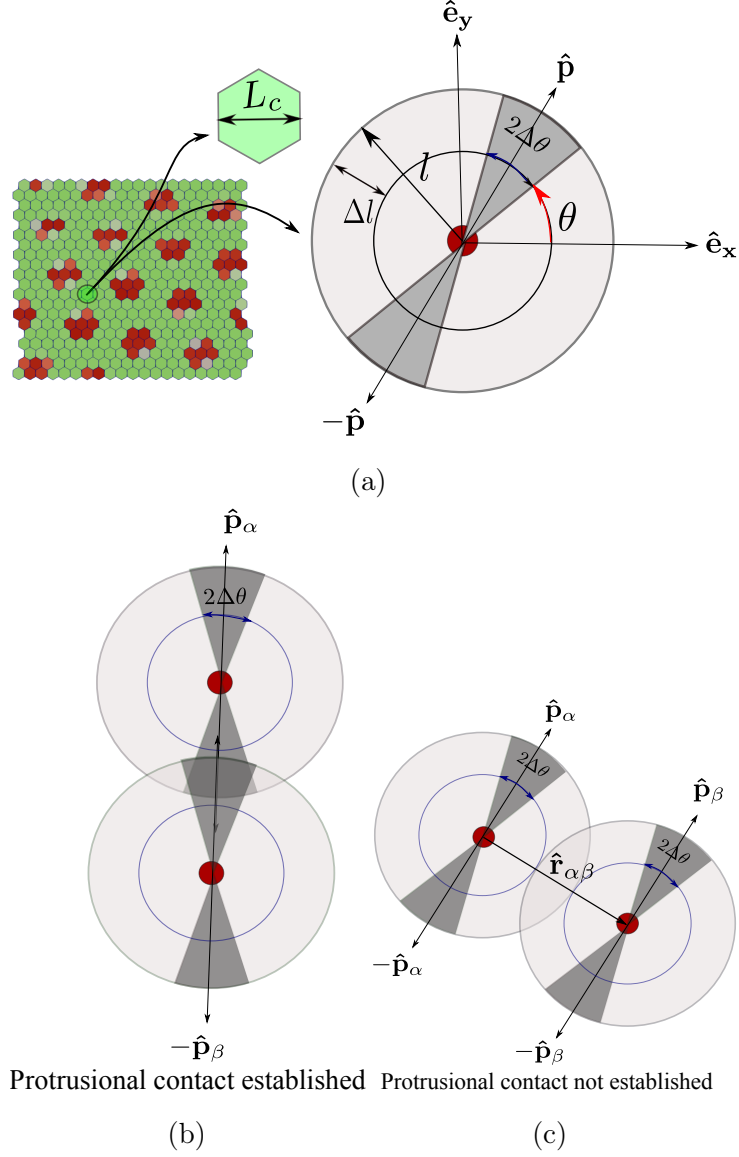 ê_y
p̂
L_c
2Δθ
l
Δl
θ
ê_x
−p̂
(a)
p̂_α
2Δθ
−p̂_β
Protrusional contact established
(b)
p̂_α
2Δθ
p̂_β
2Δθ
r̂_αβ
−p̂_α
−p̂_β
Protrusional contact not established
(c)